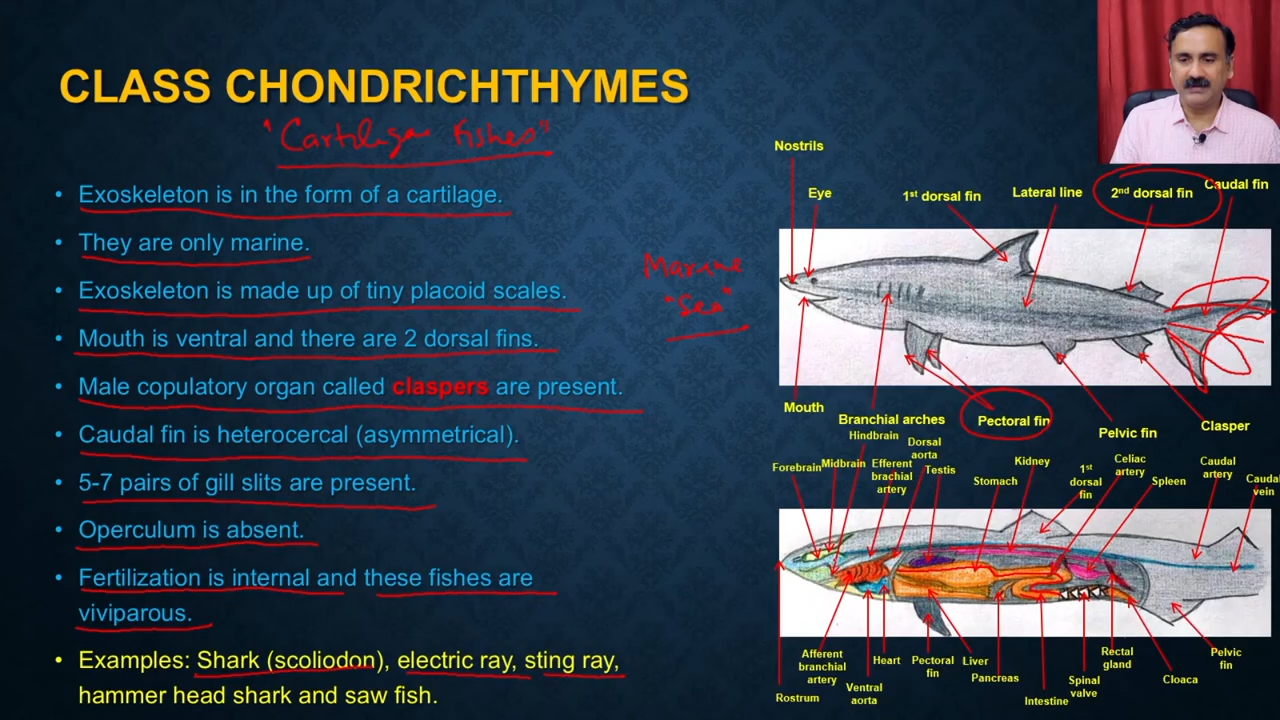 CLASS CHONDRICHTHYMES
"Cartilage Fishes"
• Exoskeleton is in the form of a cartilage.
• They are only marine.
• Exoskeleton is made up of tiny placoid scales.
• Mouth is ventral and there are 2 dorsal fins.
• Male copulatory organ called claspers are present.
• Caudal fin is heterocercal (asymmetrical).
• 5-7 pairs of gill slits are present.
• Operculum is absent.
• Fertilization is internal and these fishes are
viviparous.
• Examples: Shark (scoliodon), electric ray, sting ray,
hammer head shark and saw fish.
Marine
"Sea"
Nostrils
Eye
1st dorsal fin
Lateral line
2nd dorsal fin
Caudal fin
Mouth
Branchial arches
Pectoral fin
Pelvic fin
Clasper
Forebrain
Midbrain
Hindbrain
Efferent
brachial
artery
Dorsal
aorta
Testis
Stomach
Kidney
1st
dorsal
fin
Celiac
artery
Spleen
Caudal
artery
Caudal
vein
Rostrum
Afferent
branchial
artery
Ventral
aorta
Heart
Pectoral
fin
Liver
Pancreas
Intestine
Spinal
valve
Rectal
gland
Cloaca
Pelvic
fin